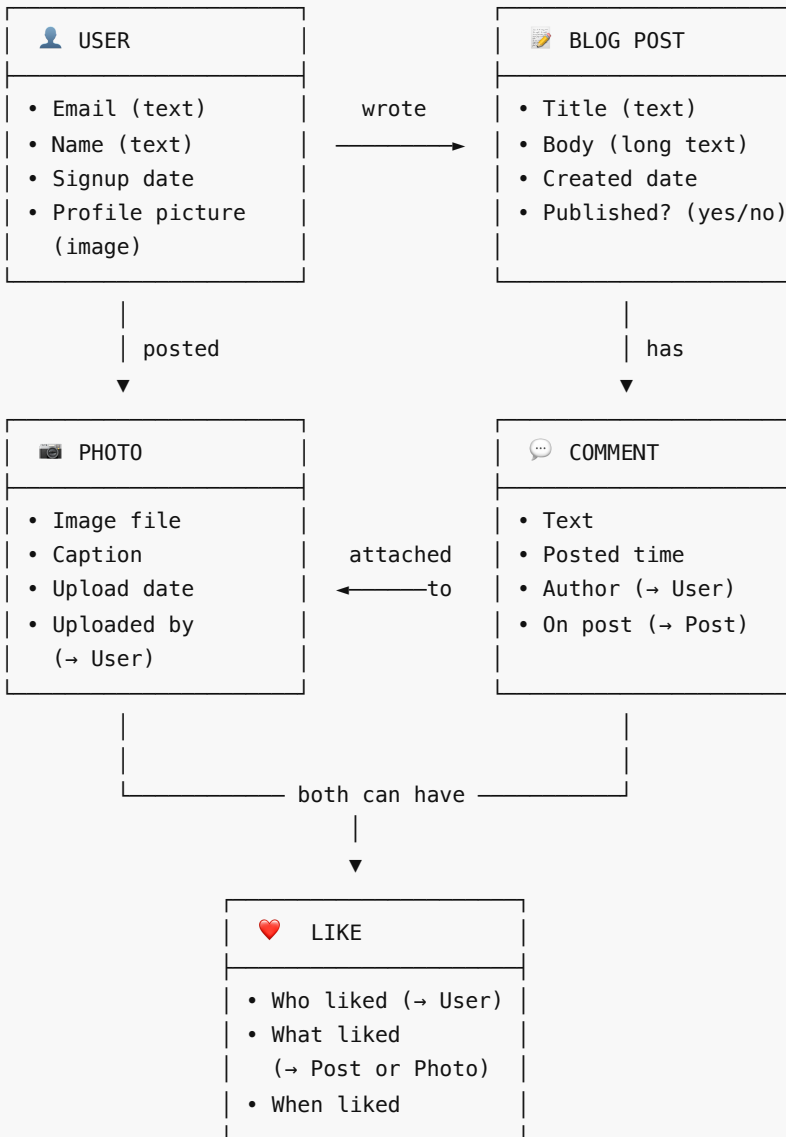 👤 USER
• Email (text)
• Name (text)
• Signup date
• Profile picture
(image)
wrote
📝 BLOG POST
• Title (text)
• Body (long text)
• Created date
• Published? (yes/no)
posted
has
📷 PHOTO
• Image file
• Caption
• Upload date
• Uploaded by
(→ User)
attached
to
💬 COMMENT
• Text
• Posted time
• Author (→ User)
• On post (→ Post)
both can have
❤️ LIKE
• Who liked (→ User)
• What liked
(→ Post or Photo)
• When liked